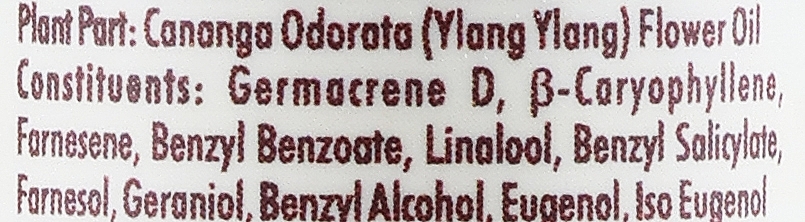 Plant Part: Cananga Odorata (Ylang Ylang) Flower Oil
Constituents: Germacrene D, β-Caryophyllene,
Farnesene, Benzyl Benzoate, Linalool, Benzyl Salicylate,
Farnesol, Geraniol, Benzyl Alcohol, Eugenol, Iso Eugenol